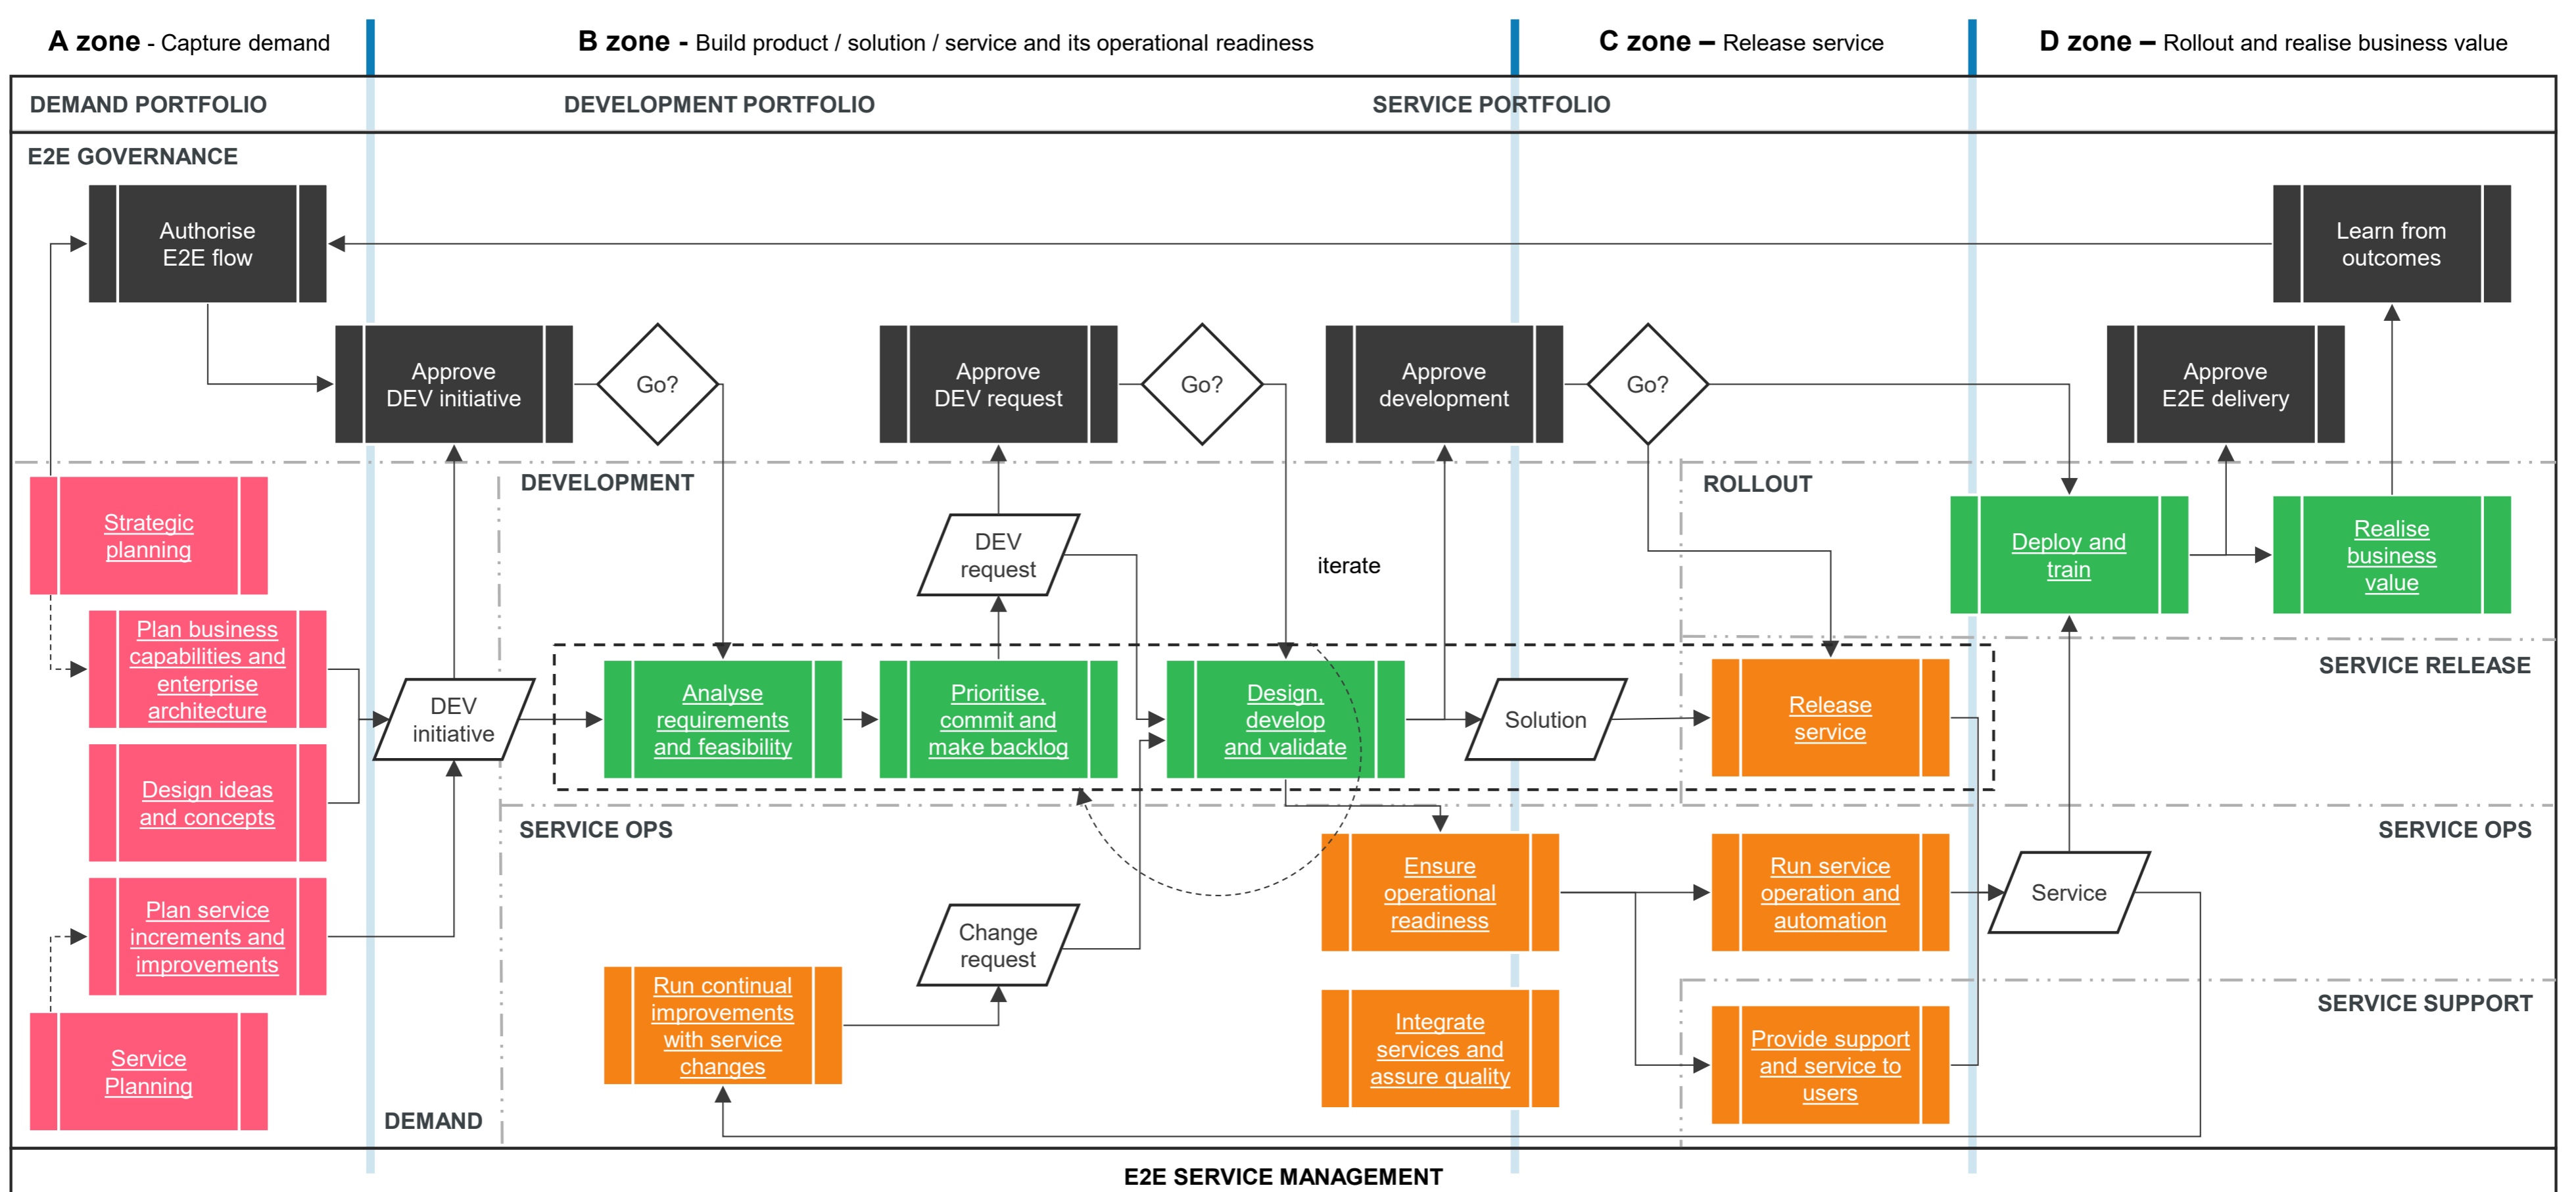 A zone - Capture demand
B zone - Build product / solution / service and its operational readiness
C zone – Release service
D zone – Rollout and realise business value
DEMAND PORTFOLIO
DEVELOPMENT PORTFOLIO
SERVICE PORTFOLIO
E2E GOVERNANCE
Authorise
E2E flow
Learn from
outcomes
Approve
DEV initiative
Go?
Approve
DEV request
Go?
Approve
development
Go?
Approve
E2E delivery
DEVELOPMENT
ROLLOUT
Strategic
planning
DEV
request
iterate
Deploy and
train
Realise
business
value
Plan business
capabilities and
enterprise
architecture
DEV
initiative
Analyse
requirements
and feasibility
Prioritise,
commit and
make backlog
Design,
develop
and validate
Solution
Release
service
SERVICE RELEASE
Design ideas
and concepts
SERVICE OPS
SERVICE OPS
Plan service
increments and
improvements
Change
request
Ensure
operational
readiness
Run service
operation and
automation
Service
Run continual
improvements
with service
changes
Integrate
services and
assure quality
SERVICE SUPPORT
Provide support
and service to
users
Service
Planning
DEMAND
E2E SERVICE MANAGEMENT